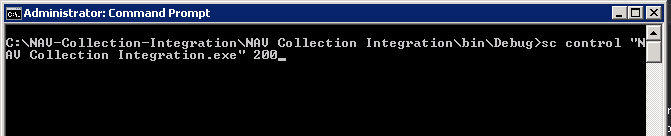 Administrator: Command Prompt
C:\NAV-Collection-Integration\NAV Collection Integration\bin\Debug>sc control "N
AV Collection Integration.exe" 200_